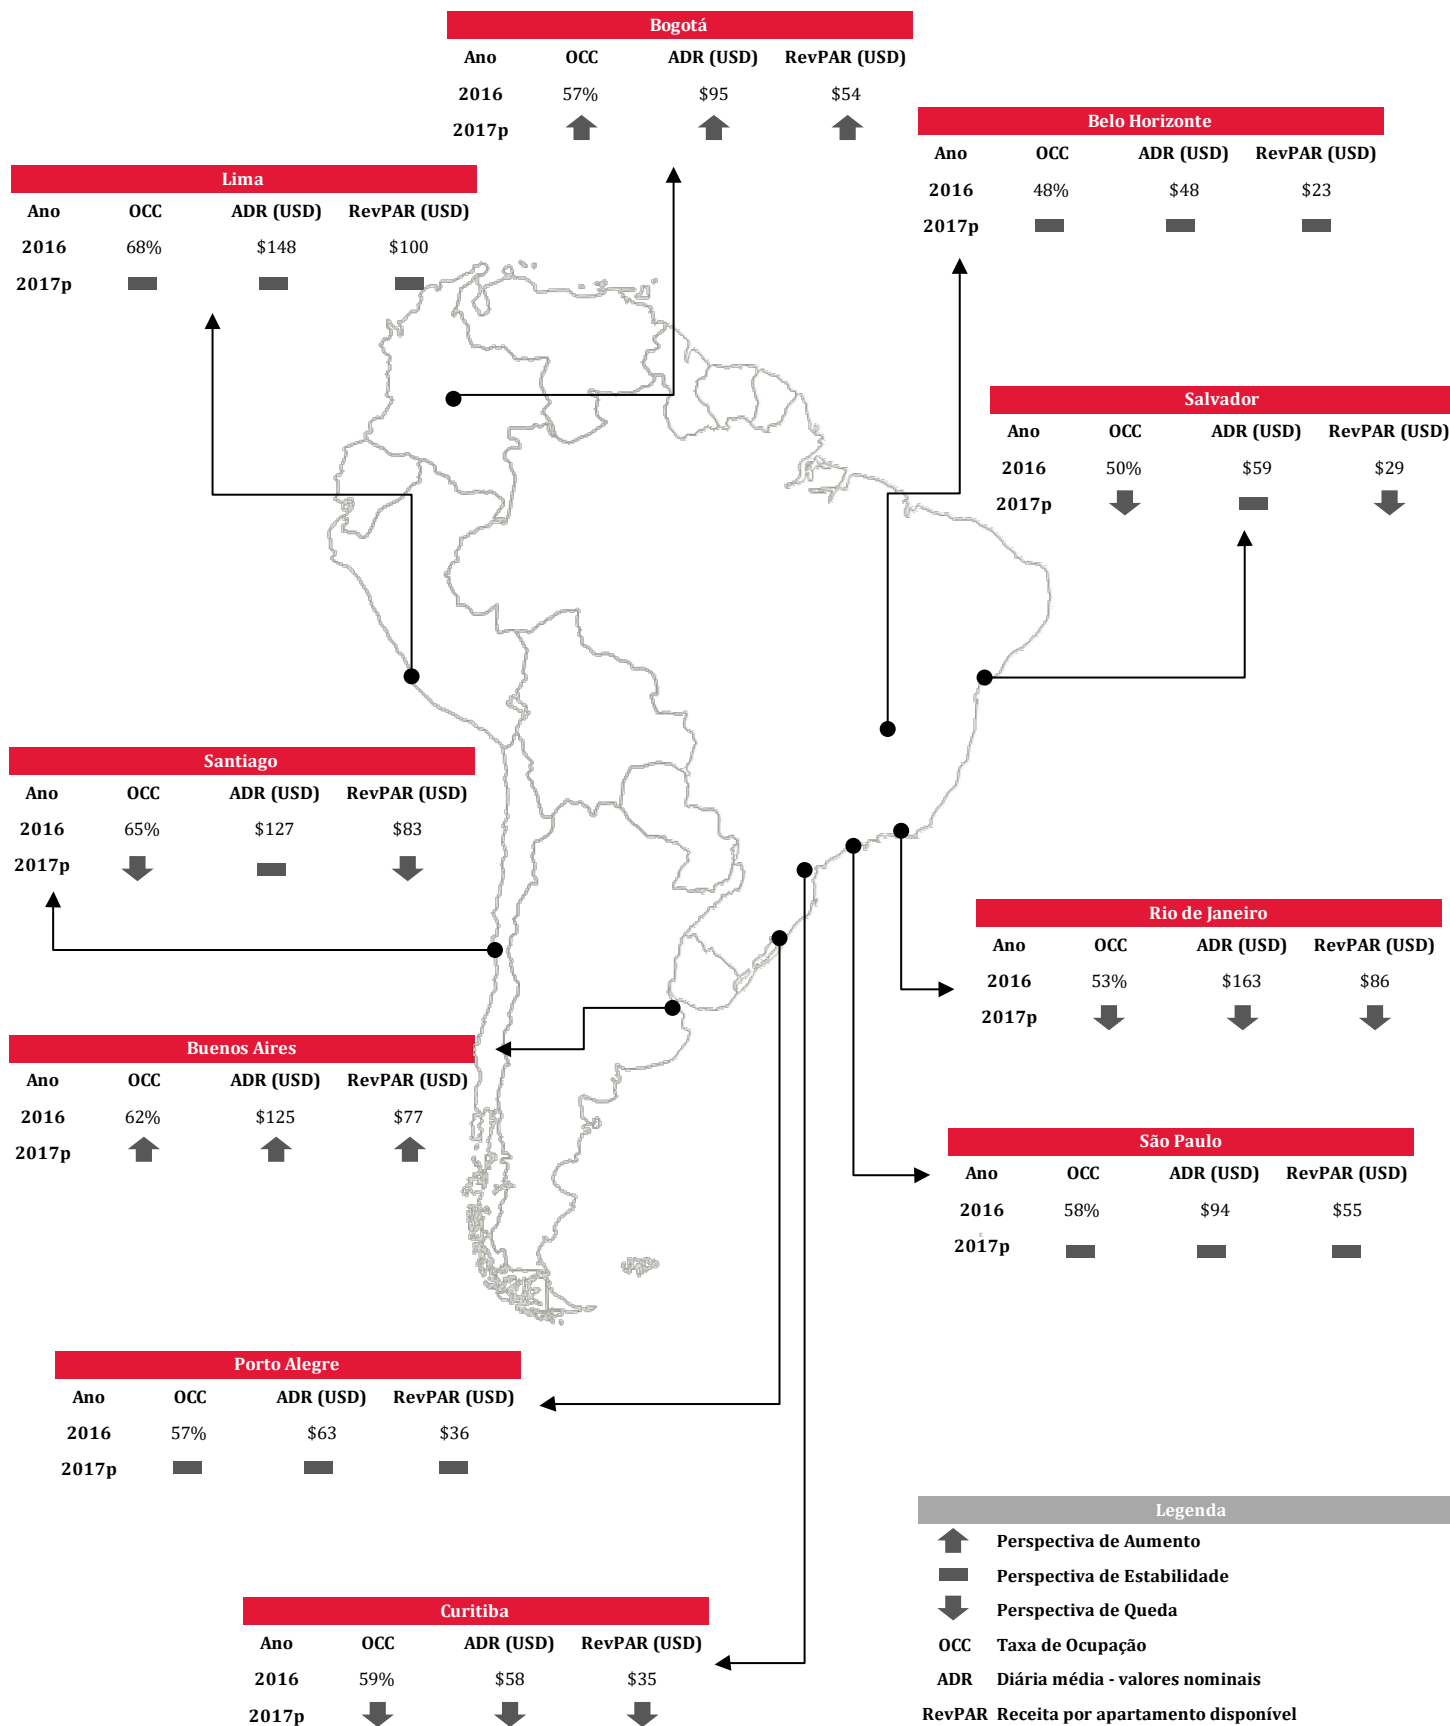 Bogotá
Ano OCC ADR (USD) RevPAR (USD)
2016 57% $95 $54
2017p
Belo Horizonte
Ano OCC ADR (USD) RevPAR (USD)
2016 48% $48 $23
2017p
Lima
Ano OCC ADR (USD) RevPAR (USD)
2016 68% $148 $100
2017p
Salvador
Ano OCC ADR (USD) RevPAR (USD)
2016 50% $59 $29
2017p
Santiago
Ano OCC ADR (USD) RevPAR (USD)
2016 65% $127 $83
2017p
Rio de Janeiro
Ano OCC ADR (USD) RevPAR (USD)
2016 53% $163 $86
2017p
Buenos Aires
Ano OCC ADR (USD) RevPAR (USD)
2016 62% $125 $77
2017p
São Paulo
Ano OCC ADR (USD) RevPAR (USD)
2016 58% $94 $55
2017p
Porto Alegre
Ano OCC ADR (USD) RevPAR (USD)
2016 57% $63 $36
2017p
Curitiba
Ano OCC ADR (USD) RevPAR (USD)
2016 59% $58 $35
2017p
Legenda
Perspectiva de Aumento
Perspectiva de Estabilidade
Perspectiva de Queda
OCC Taxa de Ocupação
ADR Diária média - valores nominais
RevPAR Receita por apartamento disponível